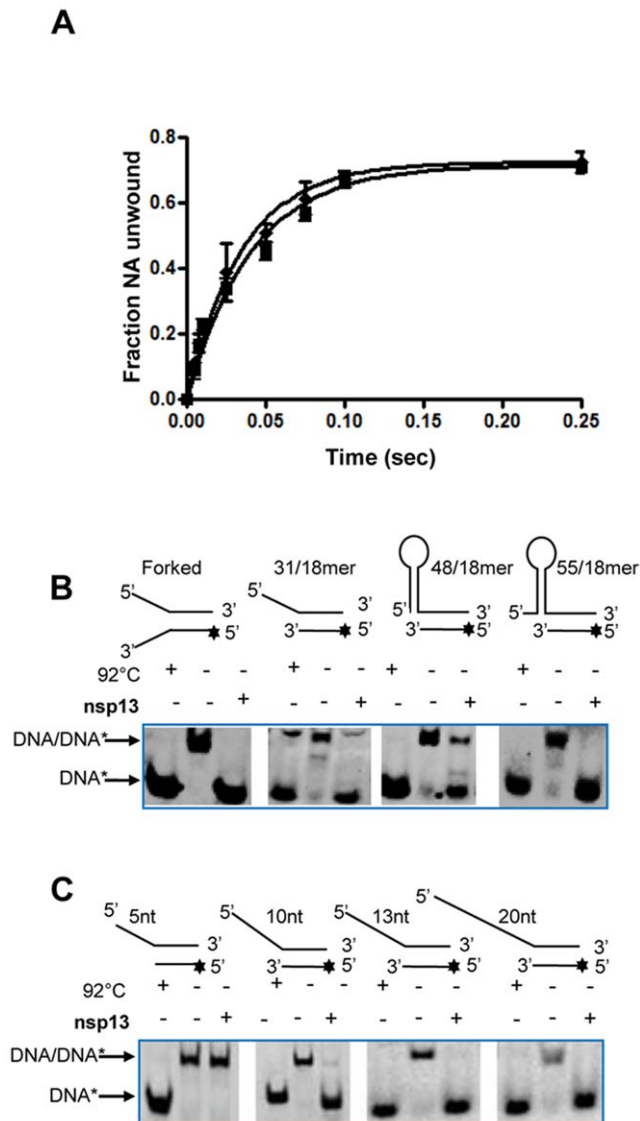 A
Fraction NA unwound
0.8
0.6
0.4
0.2
0.0
0.00 0.05 0.10 0.15 0.20 0.25
Time (sec)
B
Forked 31/18mer 48/18mer 55/18mer
5' 3' 5' 3' 5' 3' 5' 3'
3' 5' 3' 5' 3' 5' 3' 5'
92°C + - - + - - + - - + - -
nsp13 - - + - - + - - + - - +
DNA/DNA*
DNA*
C
5' 5nt 5' 10nt 5' 13nt 5' 20nt
3' 3' 3' 3'
5' 3' 5' 3' 5' 3' 5'
92°C + - - + - - + - - + - -
nsp13 - - + - - + - - + - - +
DNA/DNA*
DNA*